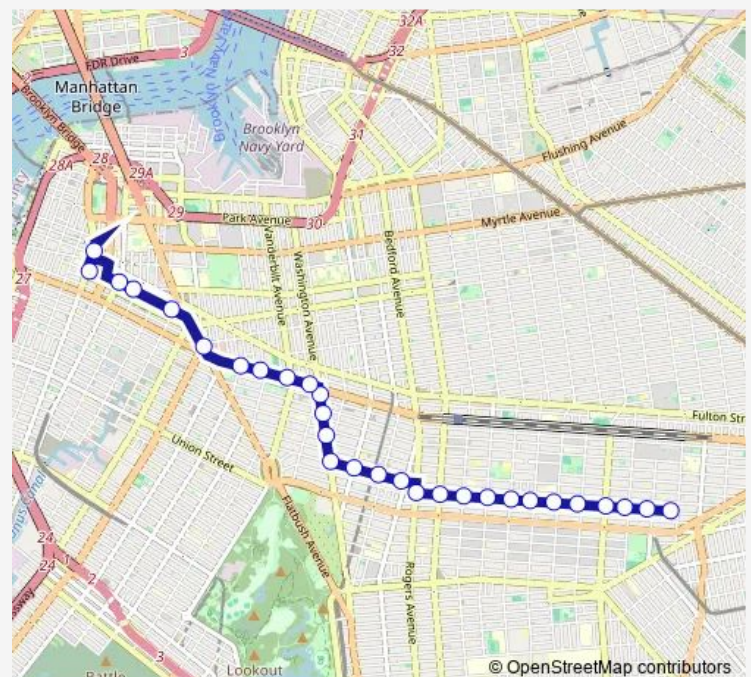 32A
FDR Drive
3
32
Manhattan
Bridge
Brooklyn Navy Yard
Brooklyn Bridge
Brooklyn
Navy Yard
31
Flushing Avenue
28
28A
29A
29
Park Avenue
30
Myrtle Avenue
27
Vanderbilt Avenue
Washington Avenue
Bedford Avenue
Fulton Str
Union Street
Flatbush Avenue
24
24
2
Rogers Avenue
3
Lookout
Battle
© OpenStreetMap contributors